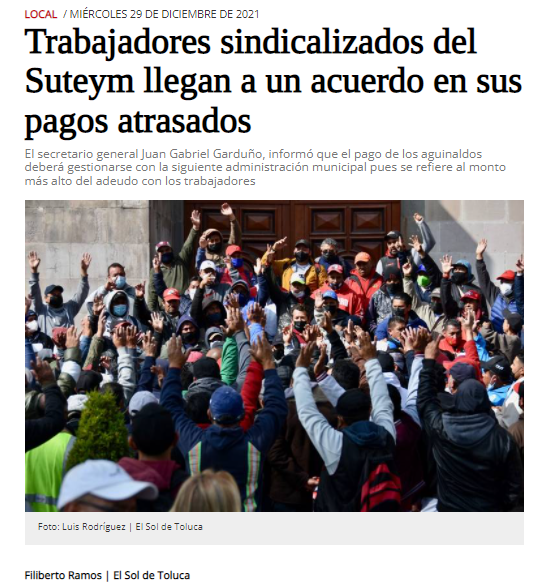 LOCAL / MIÉRCOLES 29 DE DICIEMBRE DE 2021
Trabajadores sindicalizados del
Suteym llegan a un acuerdo en sus
pagos atrasados
El secretario general Juan Gabriel Garduño, informó que el pago de los aguinaldos
deberá gestionarse con la siguiente administración municipal pues se refiere al monto
más alto del adeudo con los trabajadores
Foto: Luis Rodríguez | El Sol de Toluca
Filiberto Ramos | El Sol de Toluca